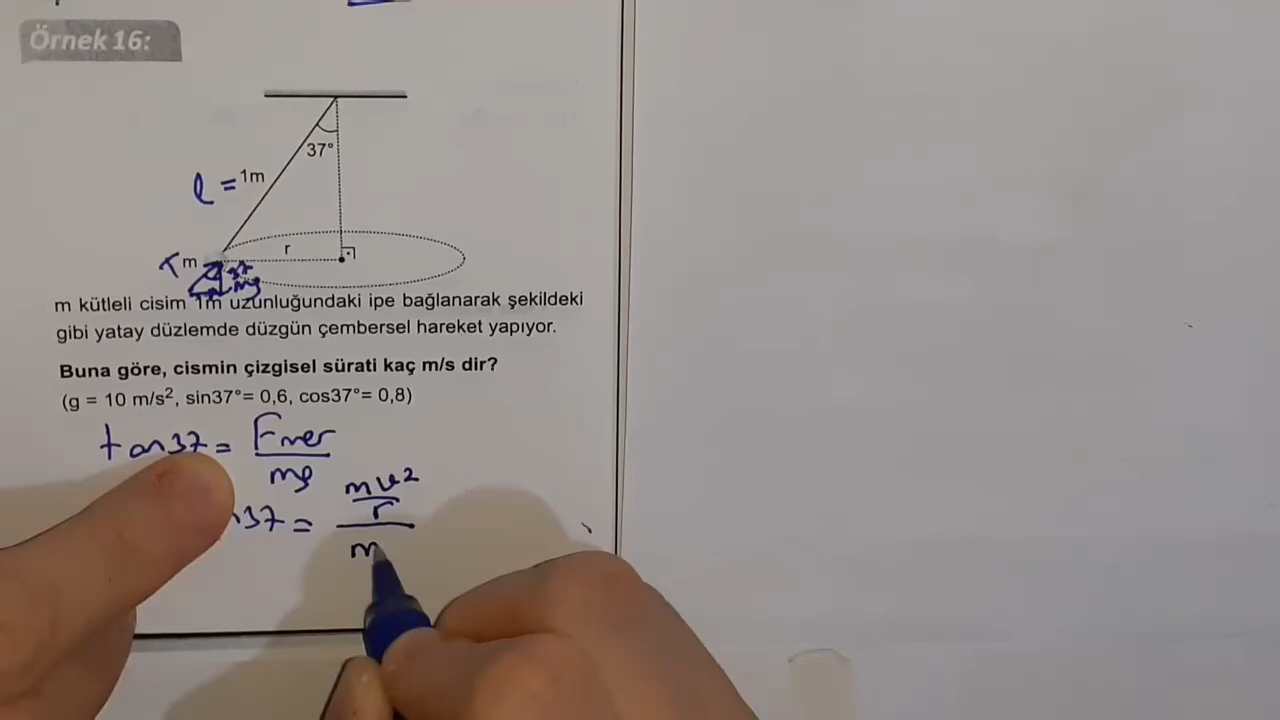 Örnek 16:
37°
l = 1m
r
m
37
mg
m kütleli cisim 1m uzunluğundaki ipe bağlanarak şekildeki
gibi yatay düzlemde düzgün çembersel hareket yapıyor.
Buna göre, cismin çizgisel sürati kaç m/s dir?
(g = 10 m/s², sin37°= 0,6, cos37°= 0,8)
tan37 = Fmer
mg
mv²
r
37 =
m